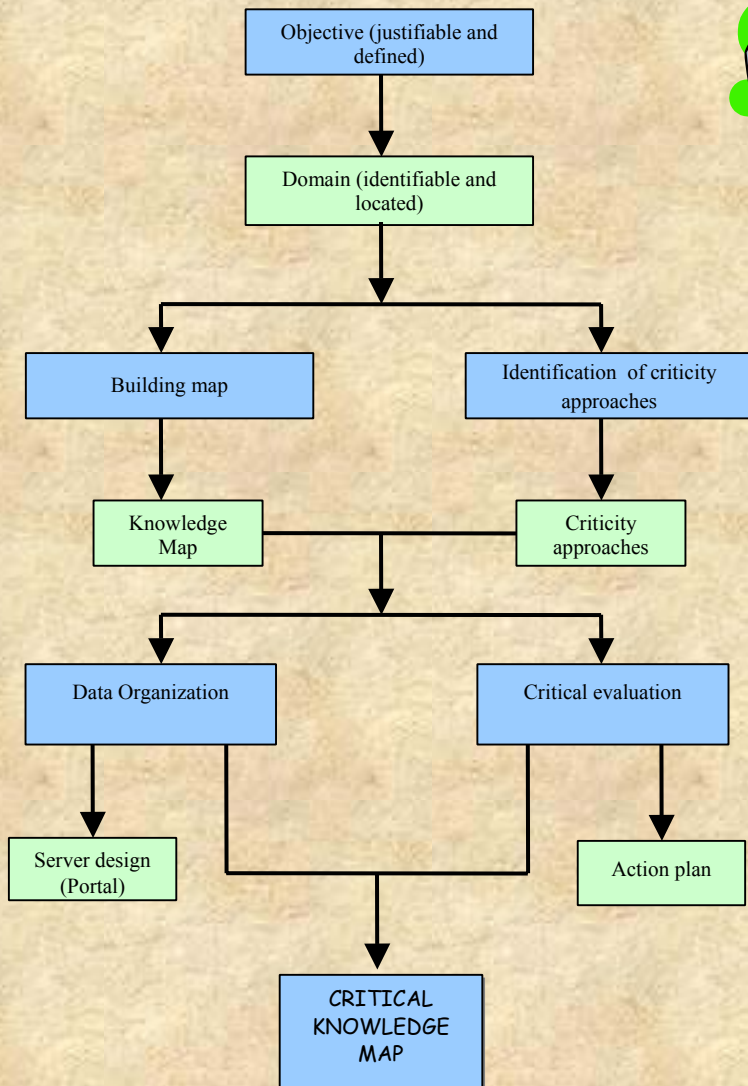 Objective (justifiable and
defined)
Domain (identifiable and
located)
Building map
Identification of criticity
approaches
Knowledge
Map
Criticity
approaches
Data Organization
Critical evaluation
Server design
(Portal)
Action plan
CRITICAL
KNOWLEDGE
MAP